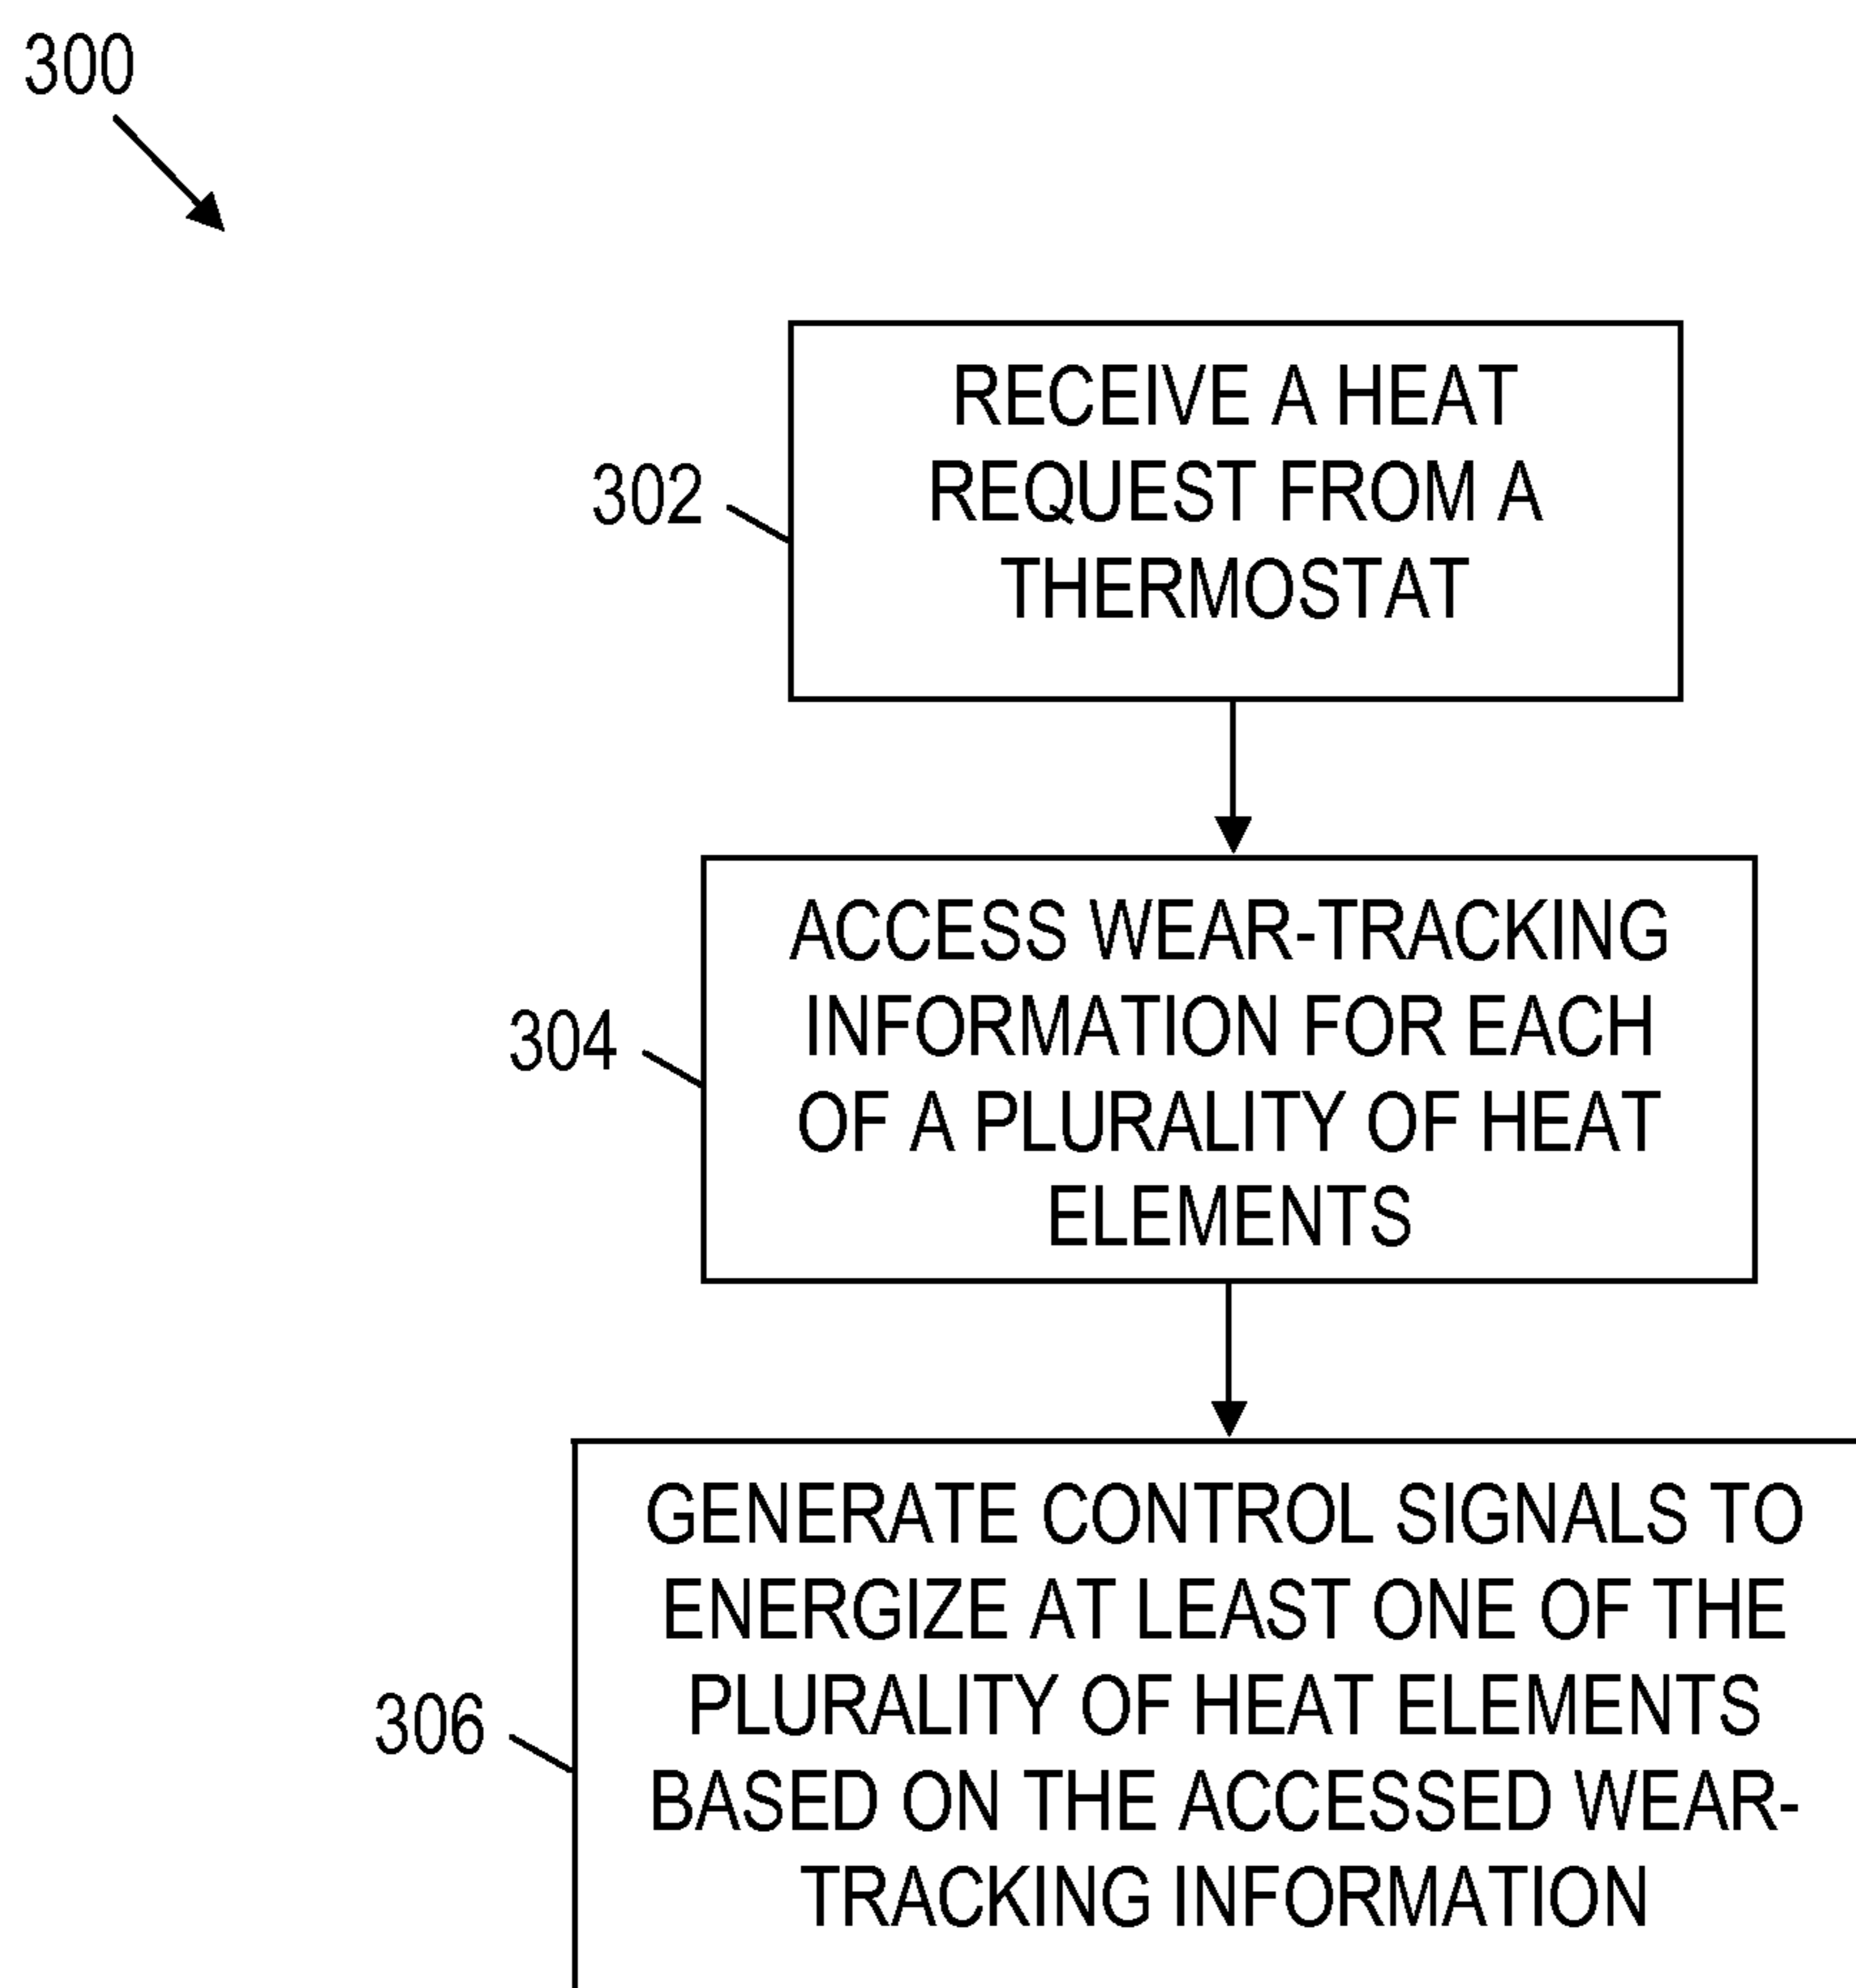 300
302
RECEIVE A HEAT
REQUEST FROM A
THERMOSTAT
304
ACCESS WEAR-TRACKING
INFORMATION FOR EACH
OF A PLURALITY OF HEAT
ELEMENTS
306
GENERATE CONTROL SIGNALS TO
ENERGIZE AT LEAST ONE OF THE
PLURALITY OF HEAT ELEMENTS
BASED ON THE ACCESSED WEAR-
TRACKING INFORMATION